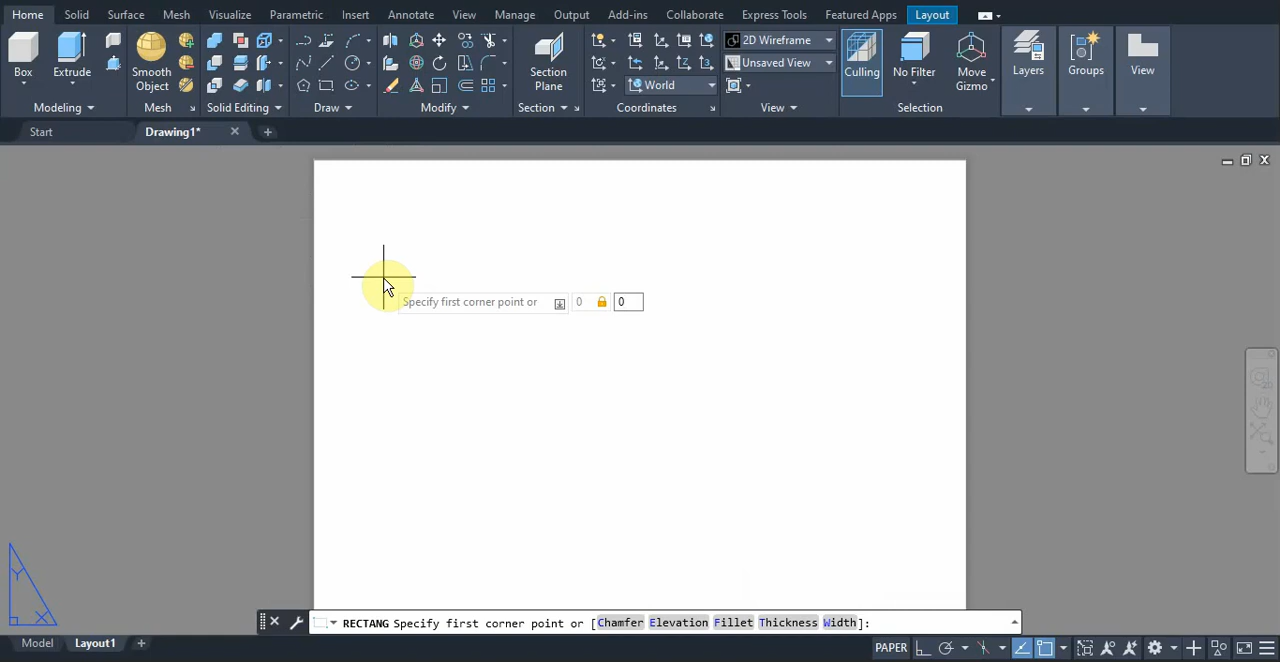 Home Solid Surface Mesh Visualize Parametric Insert Annotate View Manage Output Add-ins Collaborate Express Tools Featured Apps Layout
Box Extrude Smooth Object Section Plane 2D Wireframe Unsaved View World Culling No Filter Move Gizmo Layers Groups View
Modeling Mesh Solid Editing Draw Modify Section Coordinates View Selection
Start Drawing1*
Specify first corner point or 0 0
Y
X
RECTANG Specify first corner point or [Chamfer Elevation Fillet Thickness Width]:
Model Layout1 PAPER